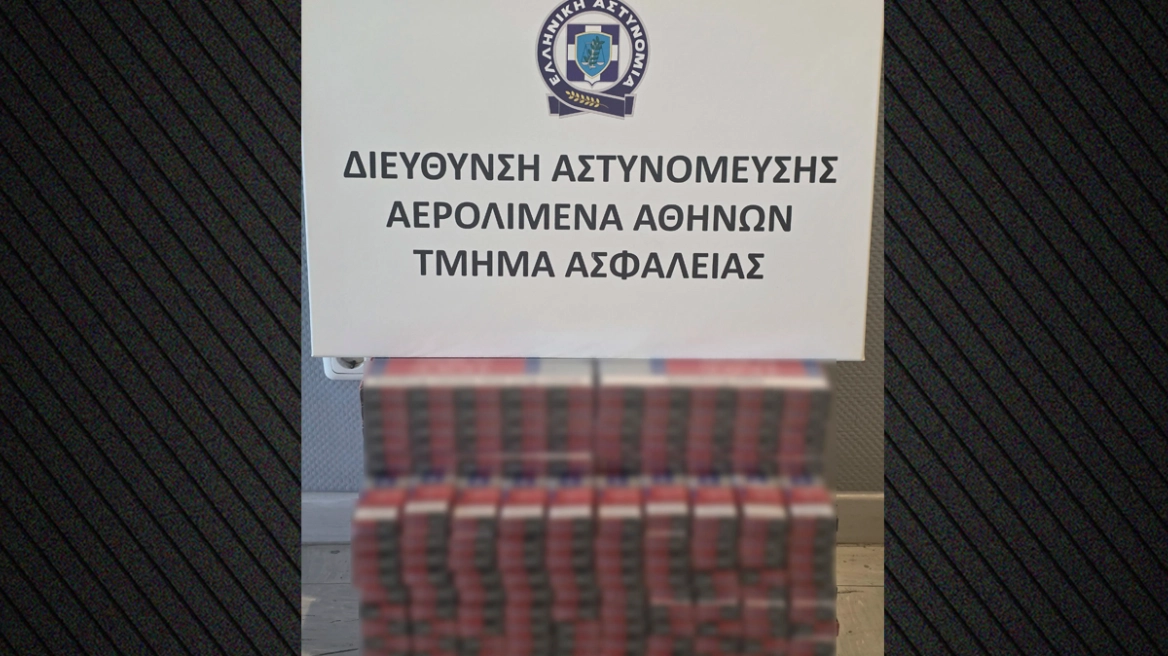 ΕΛΛΗΝΙΚΗ ΑΣΤΥΝΟΜΙΑ
ΔΙΕΥΘΥΝΣΗ ΑΣΤΥΝΟΜΕΥΣΗΣ
ΑΕΡΟΛΙΜΕΝΑ ΑΘΗΝΩΝ
ΤΜΗΜΑ ΑΣΦΑΛΕΙΑΣ